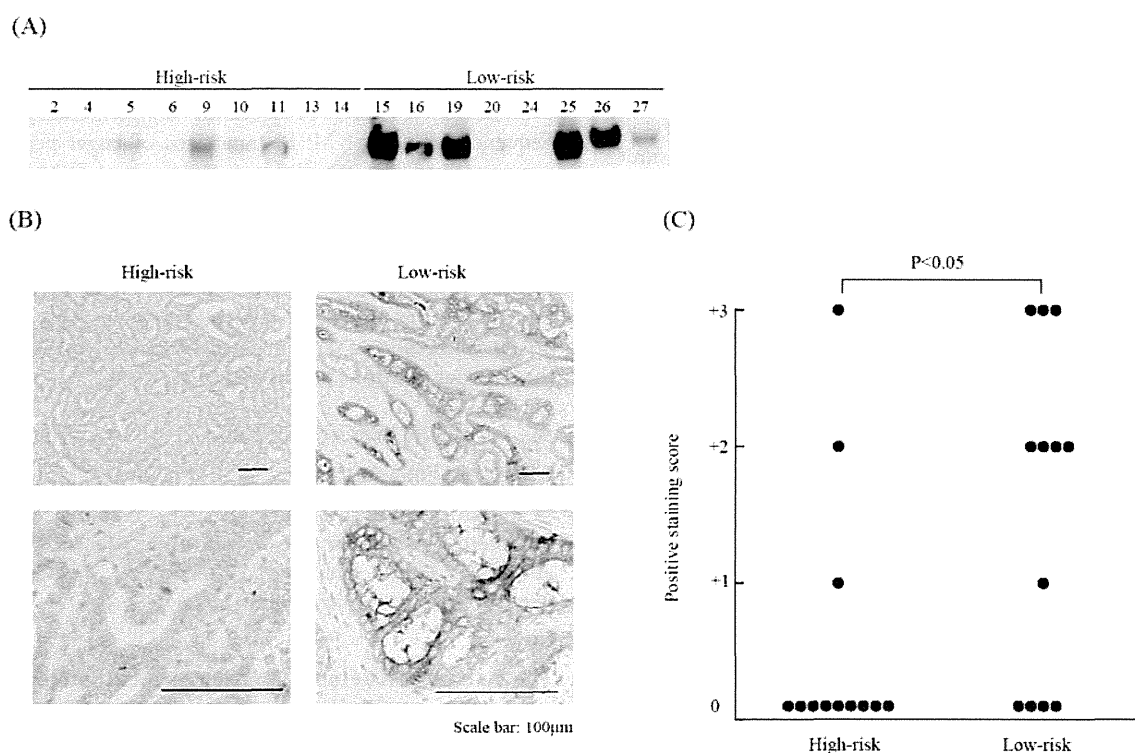 (A)
High-risk Low-risk
2 4 5 6 9 10 11 13 14 15 16 19 20 24 25 26 27
(B)
High-risk Low-risk
Scale bar: 100μm
(C)
P<0.05
+3
+2
+1
0
Positive staining score
High-risk Low-risk